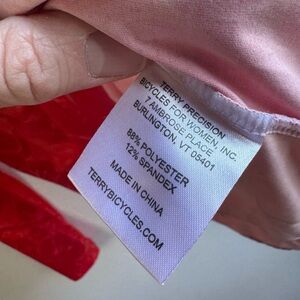 TERRY PRECISION
BICYCLES FOR WOMEN, INC.
7 AMBROSE PLACE
BURLINGTON, VT 05401
88% POLYESTER
12% SPANDEX
MADE IN CHINA
TERRYBICYCLES.COM